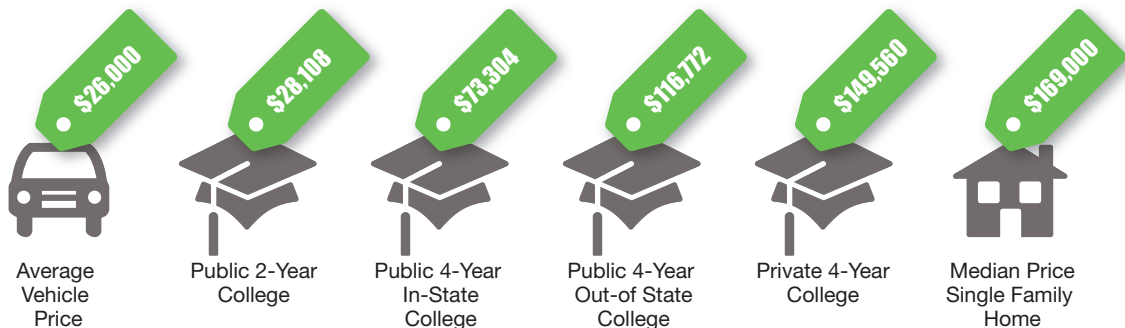 $26,000
$28,108
$73,304
$116,772
$149,560
$169,000
Average
Vehicle
Price
Public 2-Year
College
Public 4-Year
In-State
College
Public 4-Year
Out-of State
College
Private 4-Year
College
Median Price
Single Family
Home